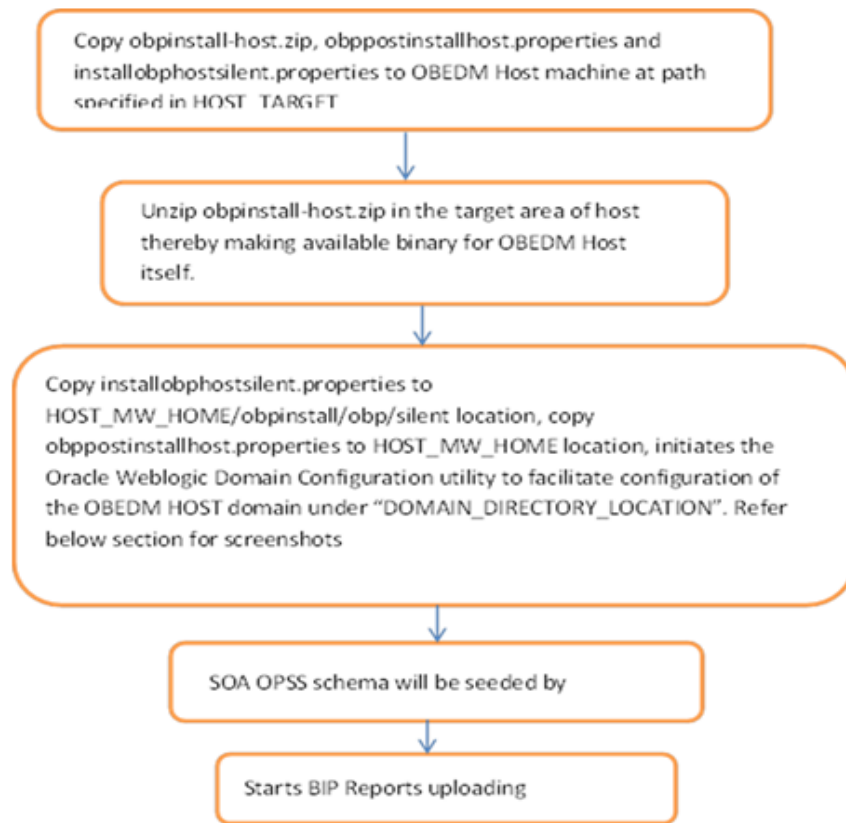 Copy obpinstall-host.zip, obppostinstallhost.properties and
installobphostsilent.properties to OBEDM Host machine at path
specified in HOST_TARGET
Unzip obpinstall-host.zip in the target area of host
thereby making available binary for OBEDM Host
itself.
Copy installobphostsilent.properties to
HOST_MW_HOME/obpinstall/obp/silent location, copy
obppostinstallhost.properties to HOST_MW_HOME location, initiates the
Oracle Weblogic Domain Configuration utility to facilitate configuration of
the OBEDM HOST domain under “DOMAIN_DIRECTORY_LOCATION”. Refer
below section for screenshots
SOA OPSS schema will be seeded by
Starts BIP Reports uploading